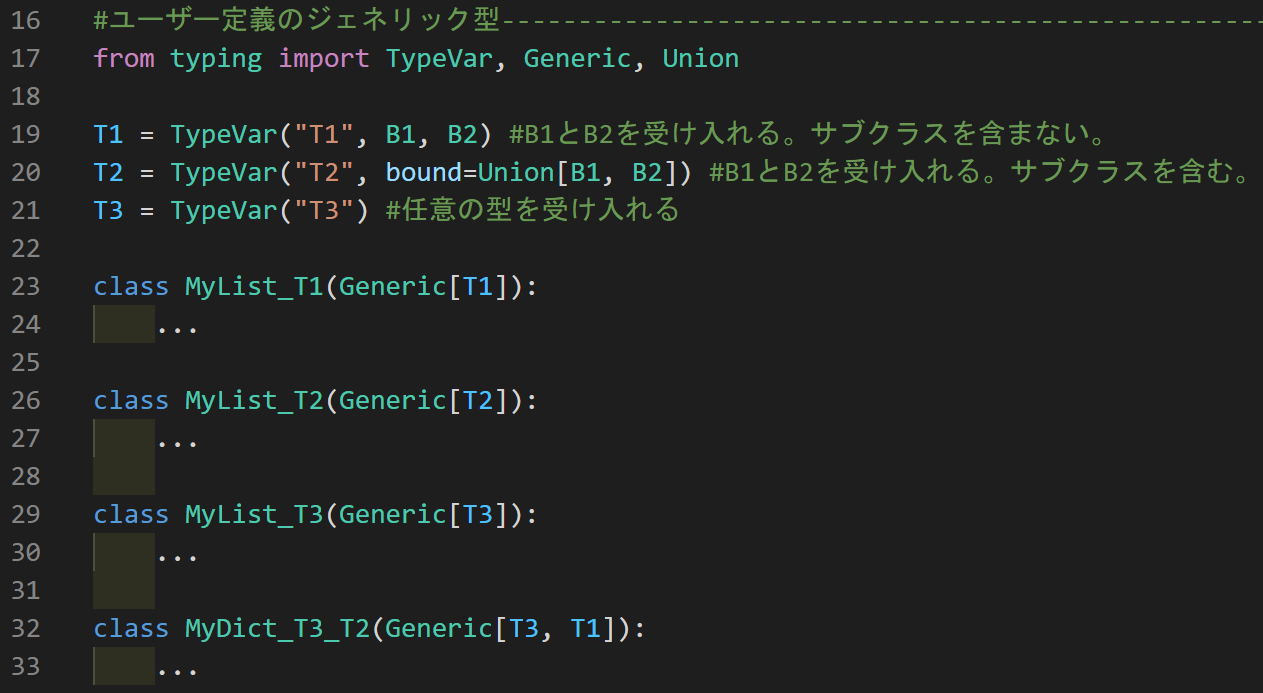 16 #ユーザー定義のジェネリック型--------------------------------------------------
17 from typing import TypeVar, Generic, Union
18
19 T1 = TypeVar("T1", B1, B2) #B1とB2を受け入れる。サブクラスを含まない。
20 T2 = TypeVar("T2", bound=Union[B1, B2]) #B1とB2を受け入れる。サブクラスを含む。
21 T3 = TypeVar("T3") #任意の型を受け入れる
22
23 class MyList_T1(Generic[T1]):
24     ...
25
26 class MyList_T2(Generic[T2]):
27     ...
28
29 class MyList_T3(Generic[T3]):
30     ...
31
32 class MyDict_T3_T2(Generic[T3, T1]):
33     ...